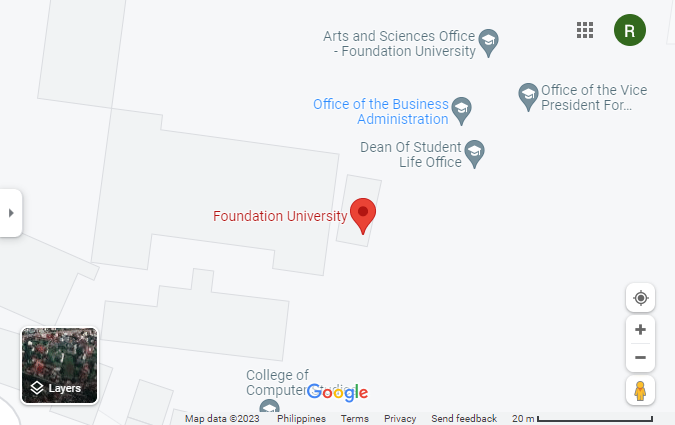 Arts and Sciences Office
- Foundation University
R
Office of the Vice
President For...
Office of the Business
Administration
Dean Of Student
Life Office
Foundation University
College of
Computer Studies
Google
Layers
Map data ©2023 Philippines Terms Privacy Send feedback 20 m